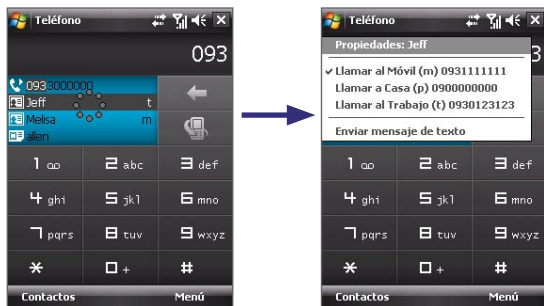 Teléfono
093
0933000000
Jeff t
Melisa m
allen
1 2 abc 3 def
4 ghi 5 jkl 6 mno
7 pqrs 8 tuv 9 wxyz
* 0 + #
Contactos Menú
Teléfono
3
Propiedades: Jeff
Llamar al Móvil (m) 0931111111
Llamar a Casa (p) 0900000000
Llamar al Trabajo (t) 0930123123
Enviar mensaje de texto
1 2 abc 3 def
4 ghi 5 jkl 6 mno
7 pqrs 8 tuv 9 wxyz
* 0 + #
Contactos Menú